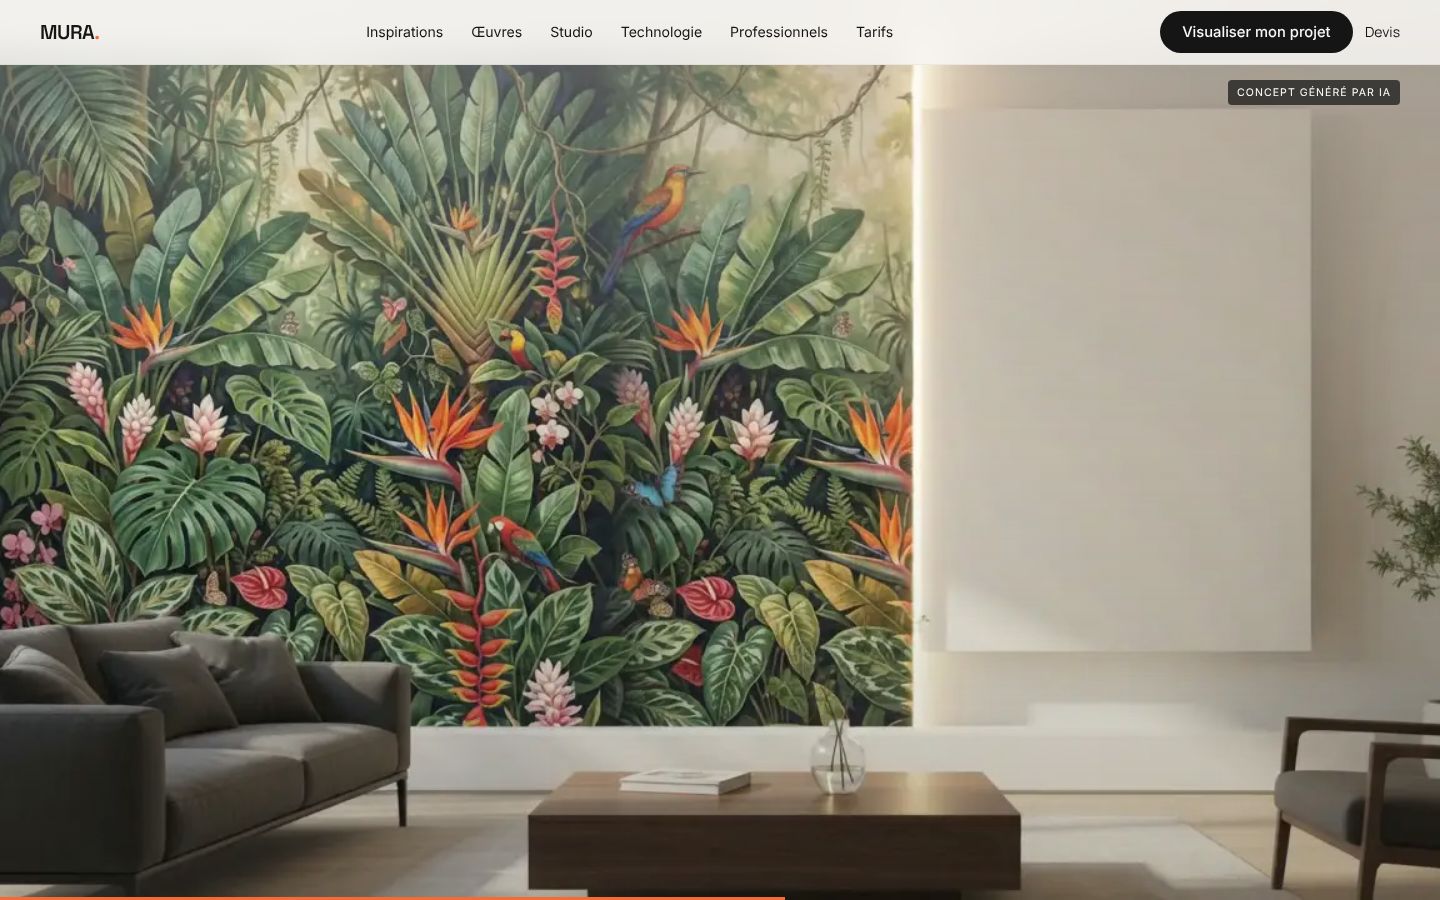 MURA.
Inspirations
Œuvres
Studio
Technologie
Professionnels
Tarifs
Visualiser mon projet
Devis
CONCEPT GÉNÉRÉ PAR IA